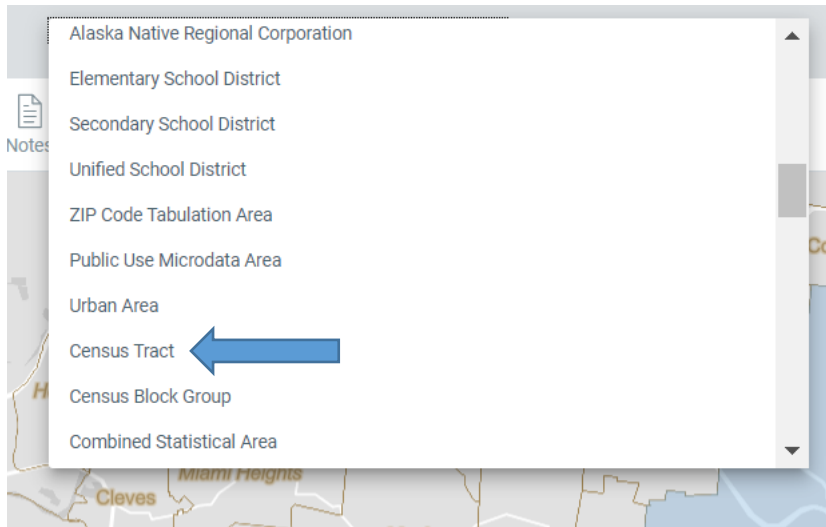 Alaska Native Regional Corporation
Elementary School District
Secondary School District
Notes
Unified School District
ZIP Code Tabulation Area
Public Use Microdata Area
Urban Area
Census Tract
Census Block Group
Combined Statistical Area
Miami Heights
Cleves